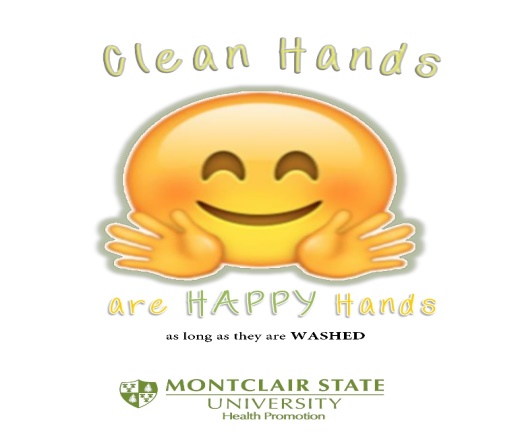 Clean Hands
are HAPPY Hands
as long as they are WASHED
MONTCLAIR STATE
UNIVERSITY
Health Promotion